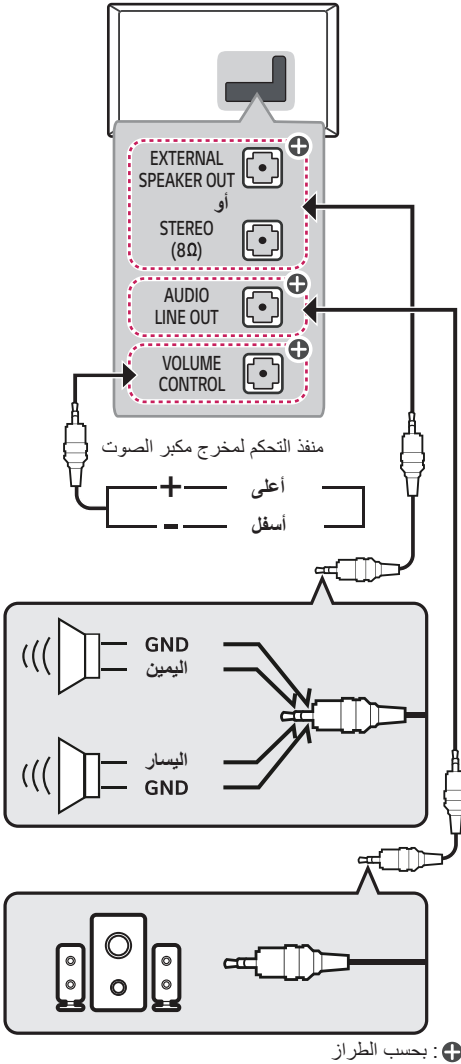 EXTERNAL
SPEAKER OUT
أو
STEREO
(8Ω)
AUDIO
LINE OUT
VOLUME
CONTROL
منفذ التحكم لمخرج مكبر الصوت
+ أعلى
- أسفل
GND
اليمين
اليسار
GND
➕ : بحسب الطراز